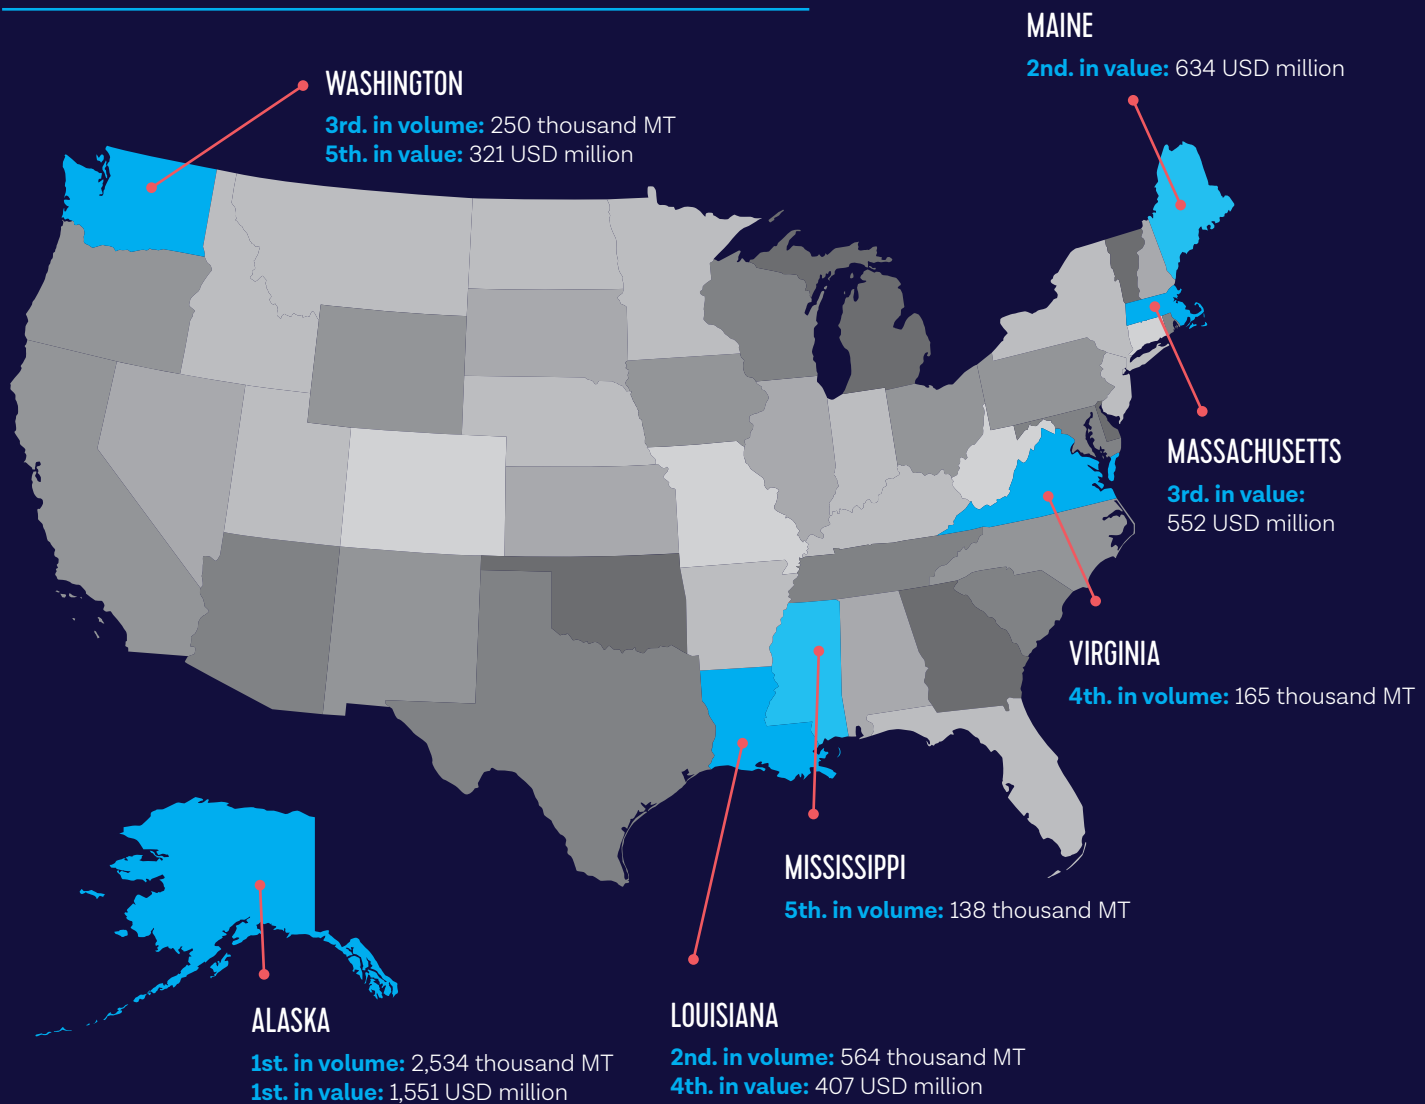 MAINE
2nd. in value: 634 USD million
WASHINGTON
3rd. in volume: 250 thousand MT
5th. in value: 321 USD million
MASSACHUSETTS
3rd. in value:
552 USD million
VIRGINIA
4th. in volume: 165 thousand MT
MISSISSIPPI
5th. in volume: 138 thousand MT
LOUISIANA
2nd. in volume: 564 thousand MT
4th. in value: 407 USD million
ALASKA
1st. in volume: 2,534 thousand MT
1st. in value: 1,551 USD million